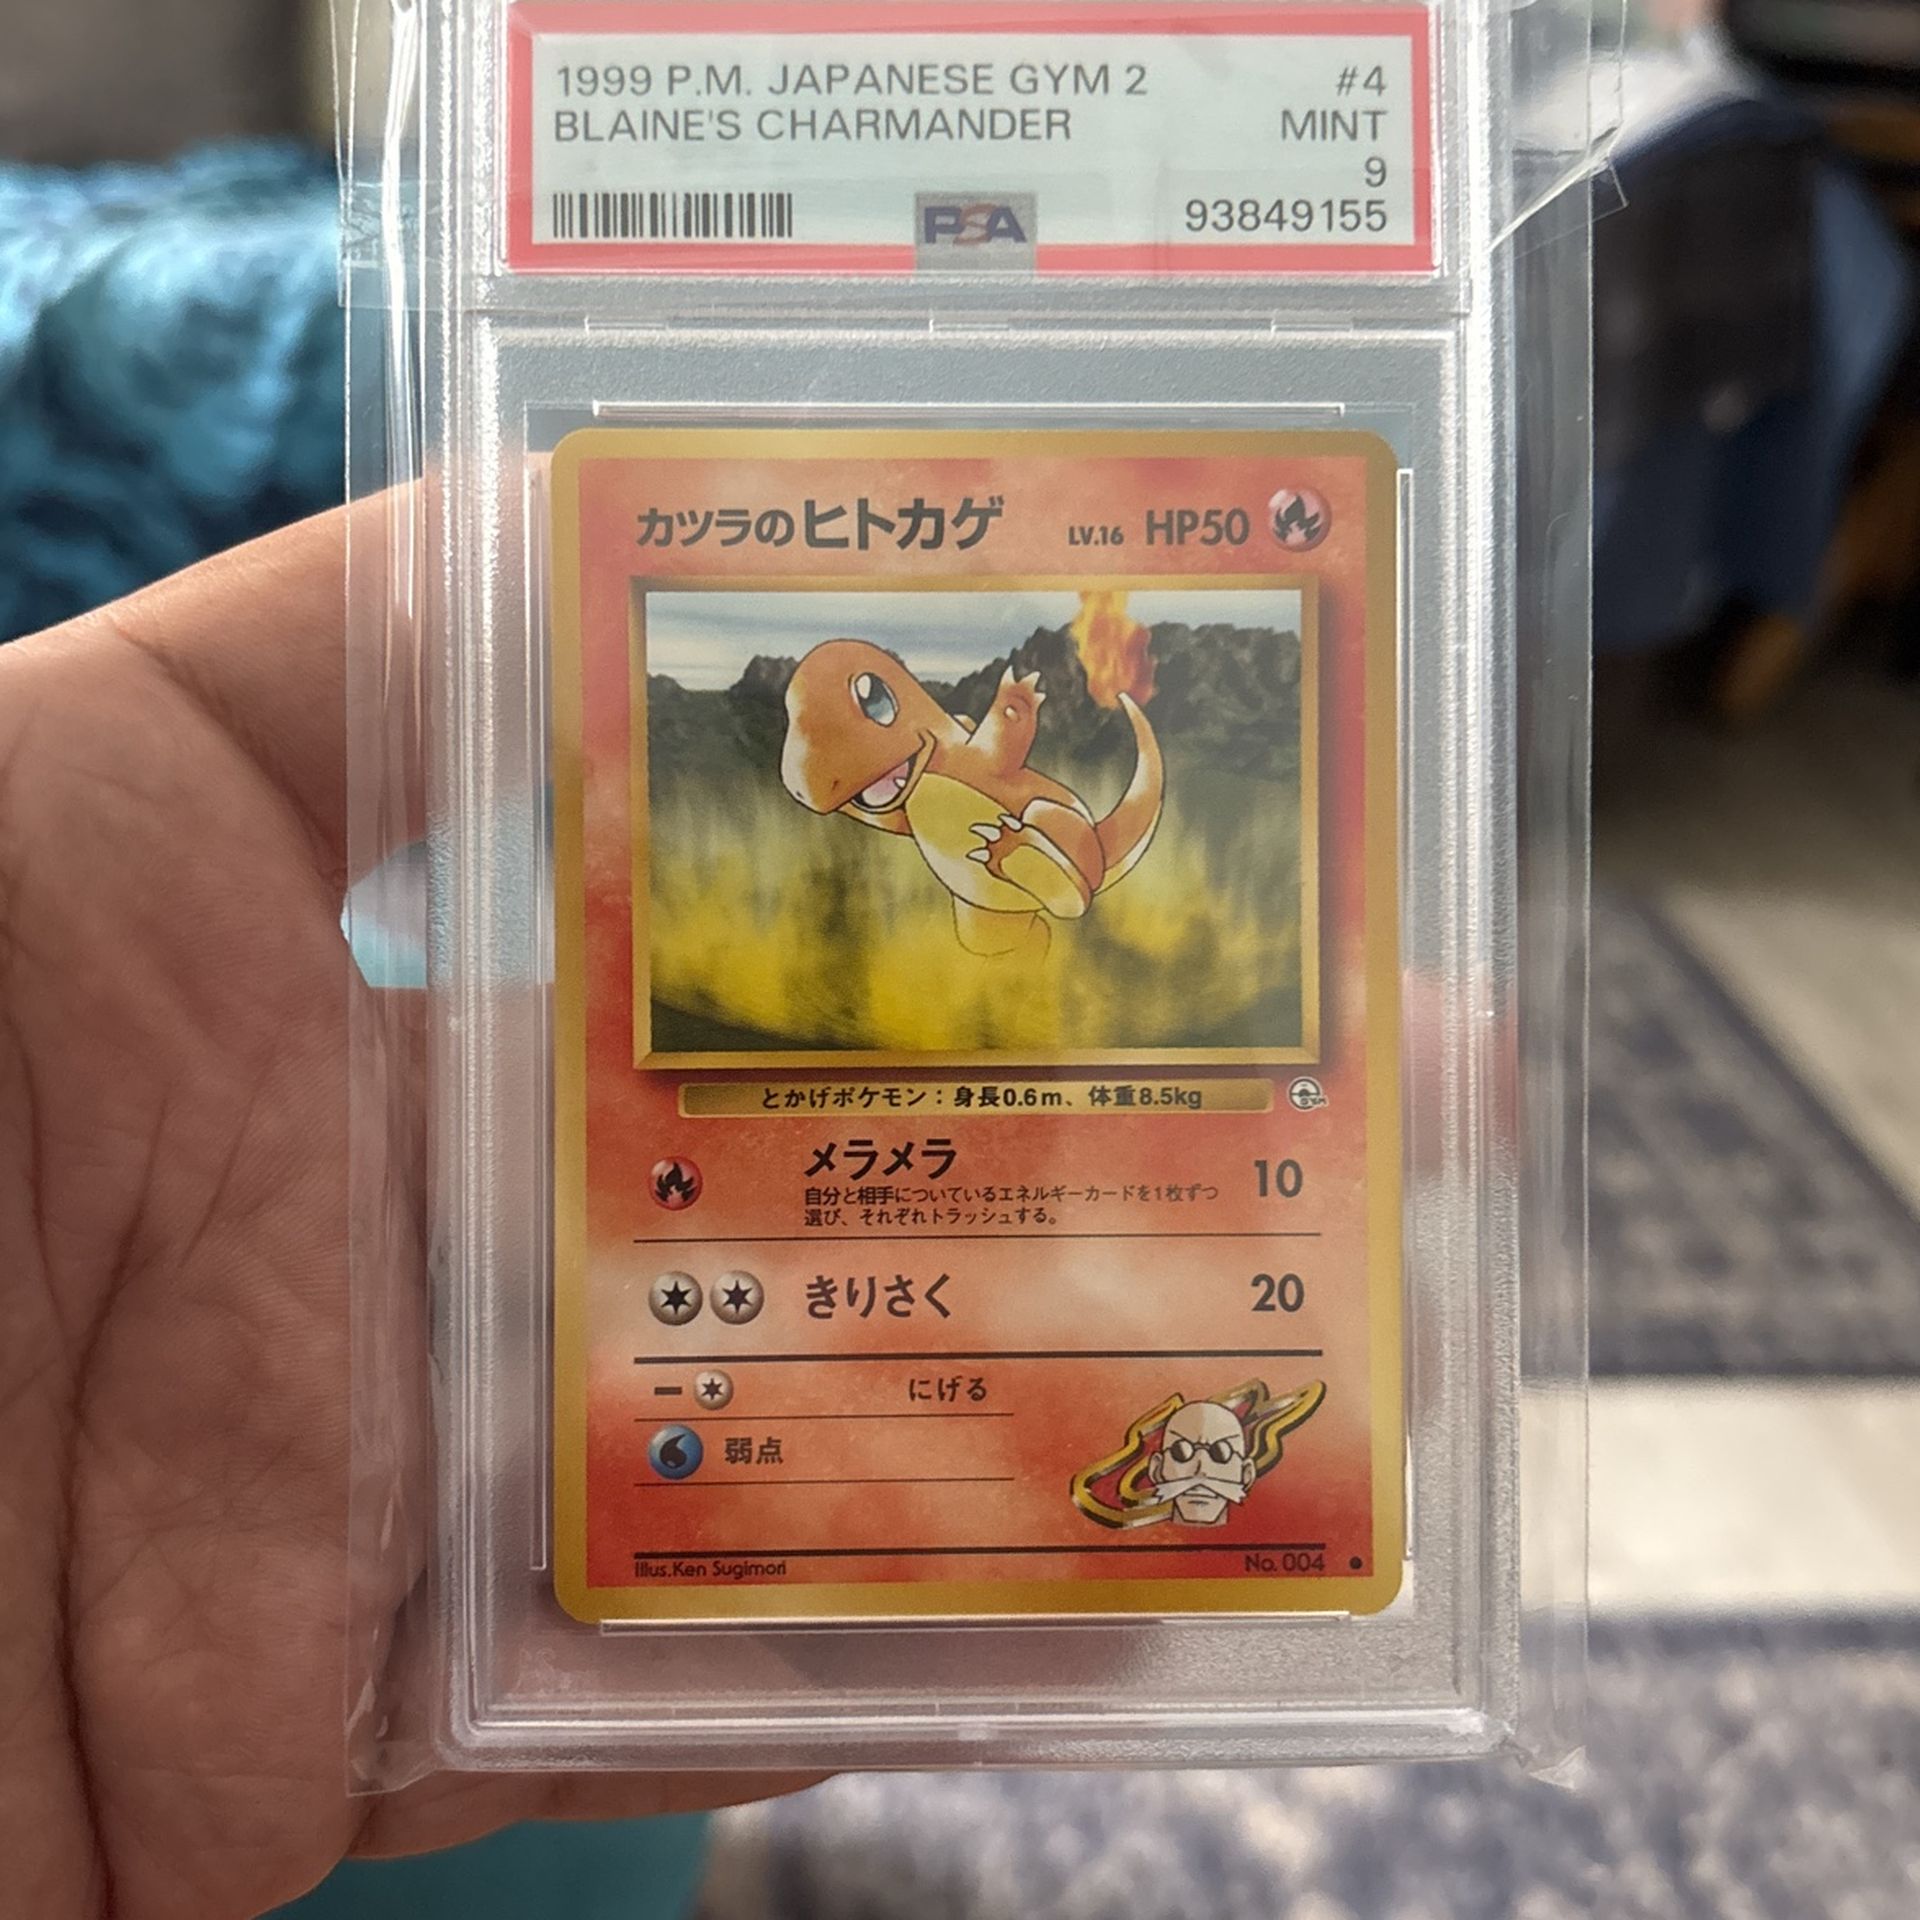 1999 P.M. JAPANESE GYM 2 #4
BLAINE'S CHARMANDER MINT
9
PSA 93849155
カツラのヒトカゲ LV.16 HP50
とかげポケモン：身長0.6m、体重8.5kg
GYM
メラメラ 10
自分と相手についているエネルギーカードを1枚ずつ
選び、それぞれトラッシュする。
きりさく 20
にげる
弱点
Illus.Ken Sugimori No.004